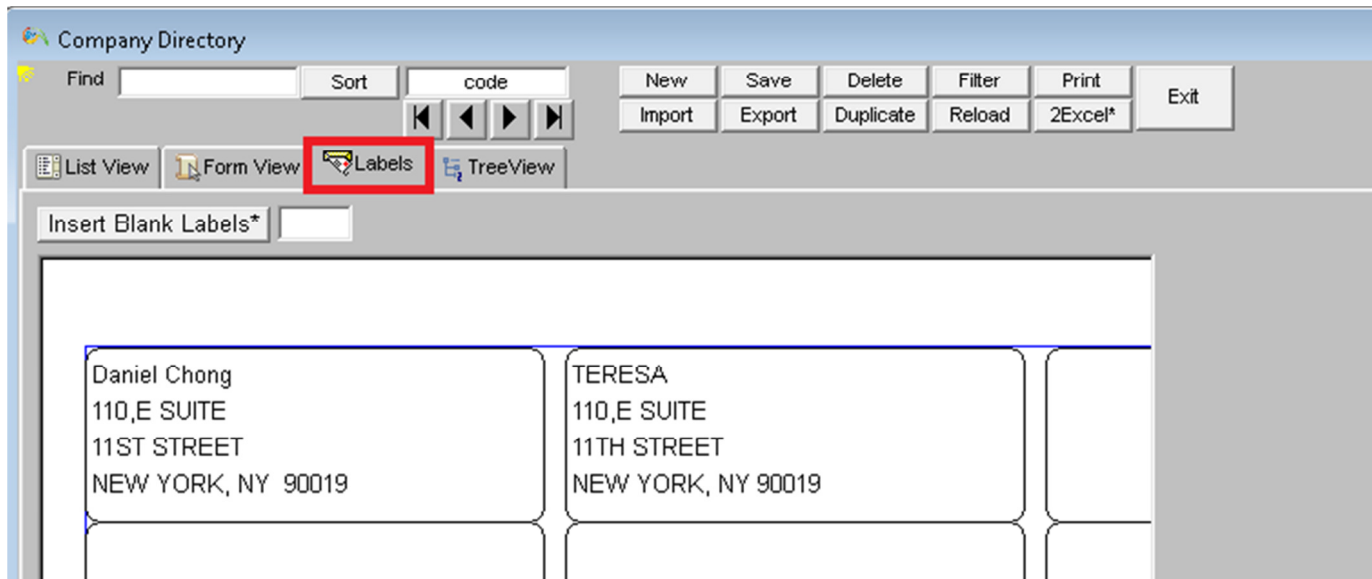 Company Directory
Find Sort code New Save Delete Filter Print Exit
Import Export Duplicate Reload 2Excel*
List View Form View Labels TreeView
Insert Blank Labels*
Daniel Chong
110,E SUITE
11ST STREET
NEW YORK, NY  90019
TERESA
110,E SUITE
11TH STREET
NEW YORK, NY 90019